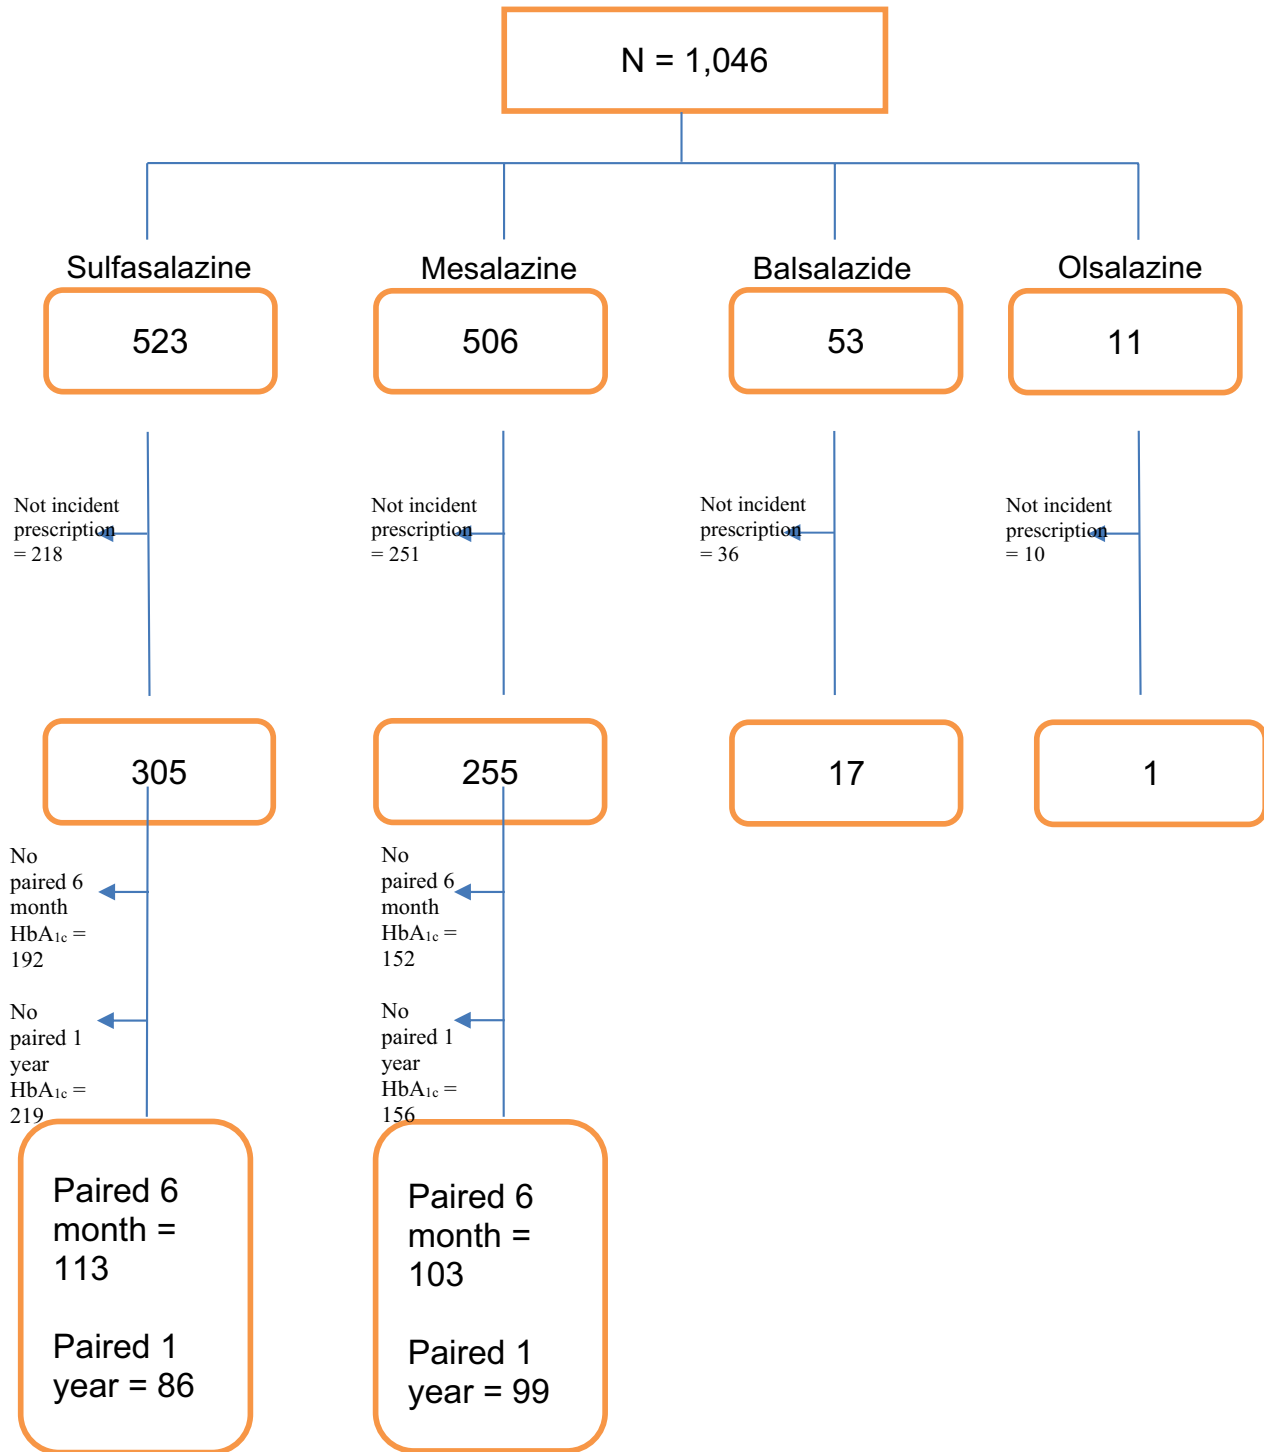 N = 1,046
Sulfasalazine
Mesalazine
Balsalazide
Olsalazine
523
506
53
11
Not incident
prescription
= 218
Not incident
prescription
= 251
Not incident
prescription
= 36
Not incident
prescription
= 10
305
255
17
1
No
paired 6
month
HbA1c =
192
No
paired 6
month
HbA1c =
152
No
paired 1
year
HbA1c =
219
No
paired 1
year
HbA1c =
156
Paired 6
month =
113
Paired 1
year = 86
Paired 6
month =
103
Paired 1
year = 99